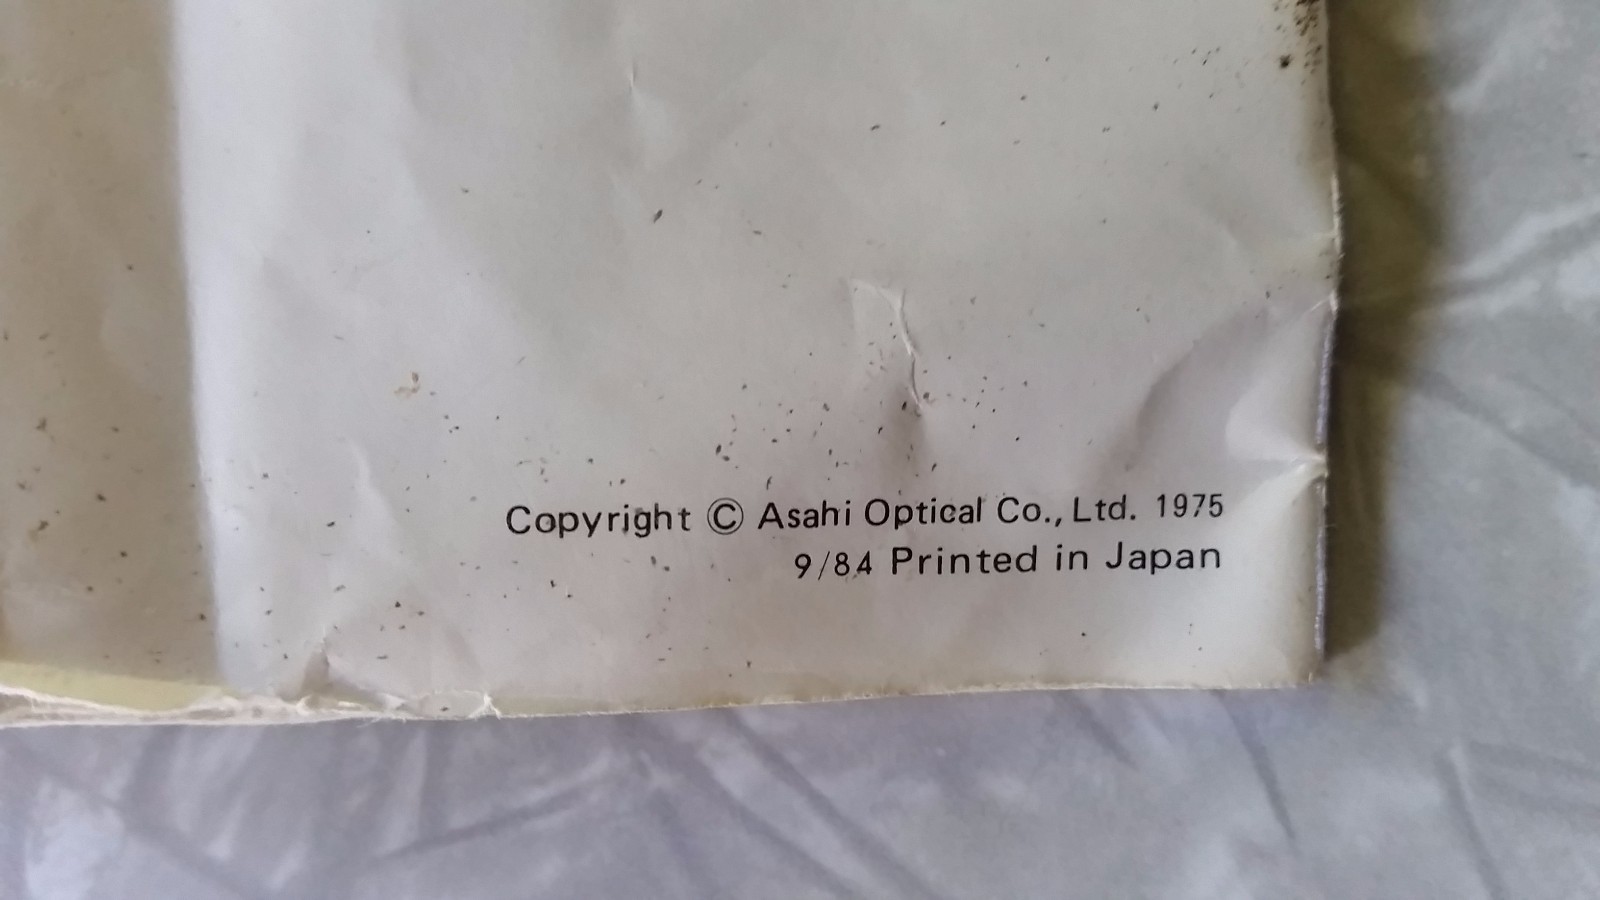 Copyright © Asahi Optical Co., Ltd. 1975
9/84 Printed in Japan